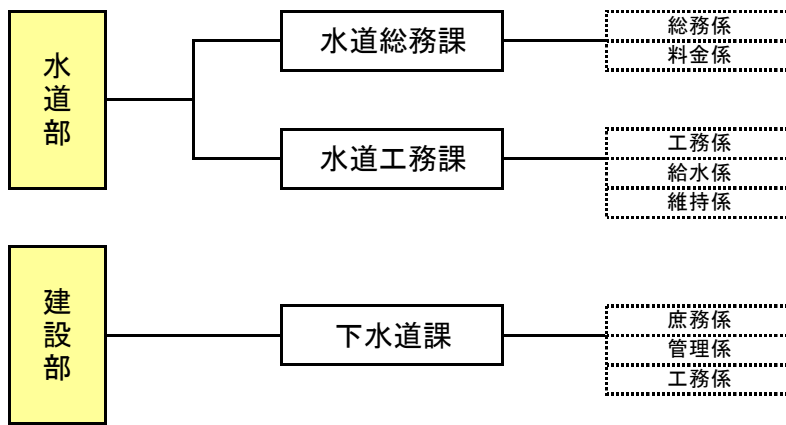 水道部
水道総務課
総務係
料金係
水道工務課
工務係
給水係
維持係
建設部
下水道課
庶務係
管理係
工務係